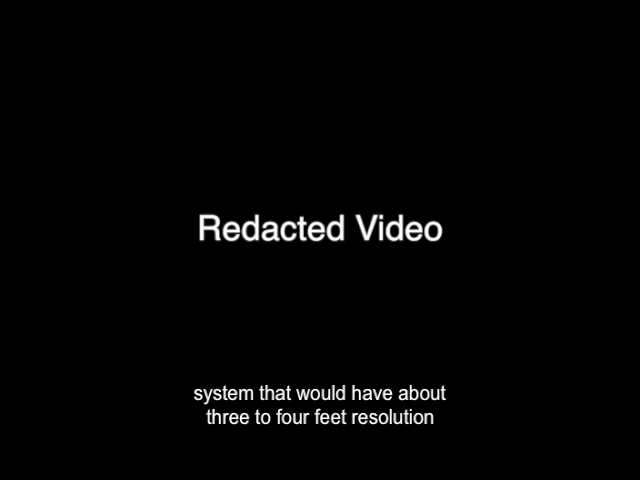 Redacted Video
system that would have about
three to four feet resolution